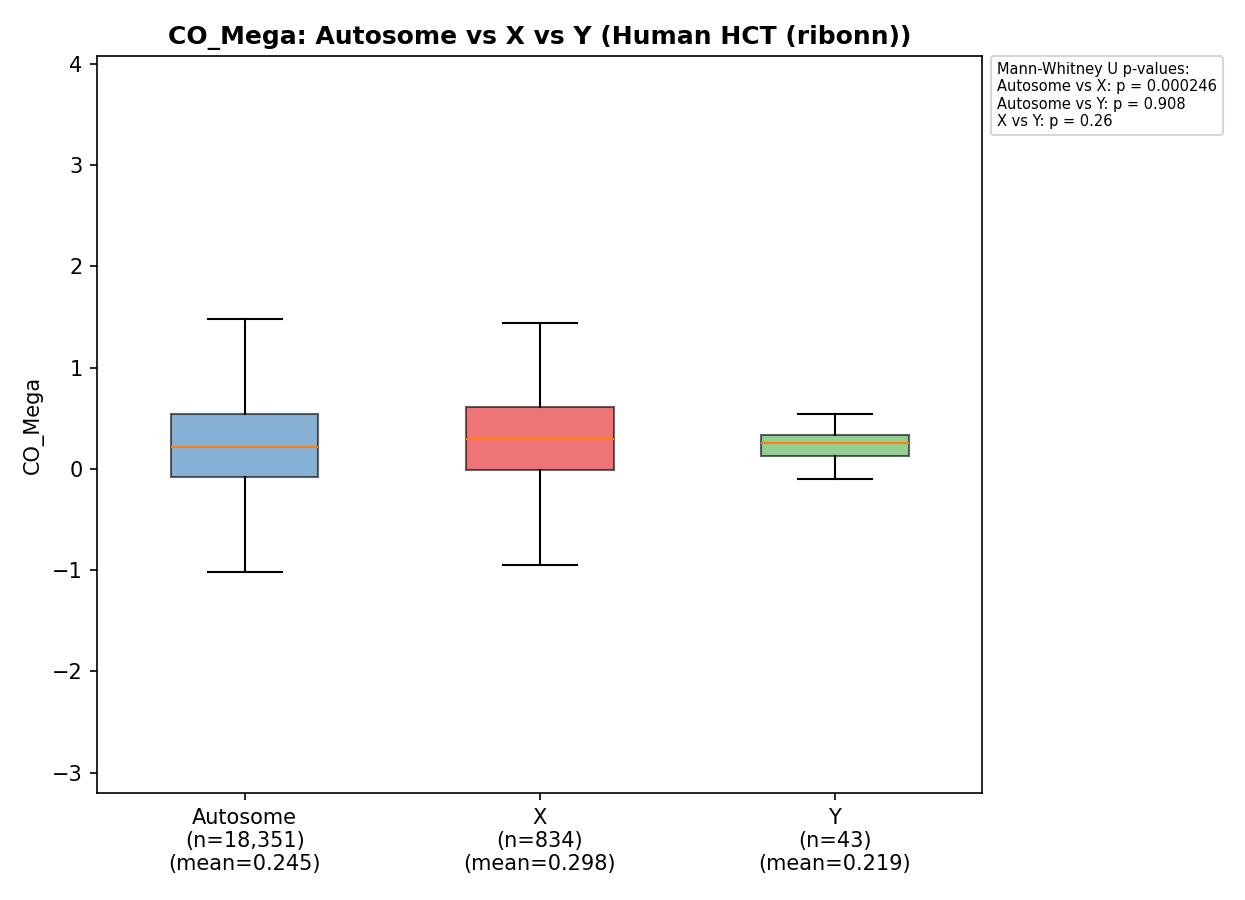 CO_Mega: Autosome vs X vs Y (Human HCT (ribonn))
Mann-Whitney U p-values:
Autosome vs X: p = 0.000246
Autosome vs Y: p = 0.908
X vs Y: p = 0.26
CO_Mega
4
3
2
1
0
−1
−2
−3
Autosome
(n=18,351)
(mean=0.245)
X
(n=834)
(mean=0.298)
Y
(n=43)
(mean=0.219)